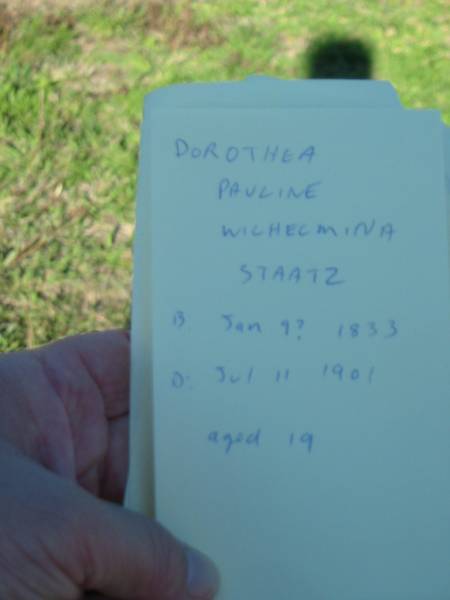 DOROTHEA
PAULINE
WILHELMINA
STAATZ
B. Jan 9? 1833
D: Jul 11 1901
aged 19